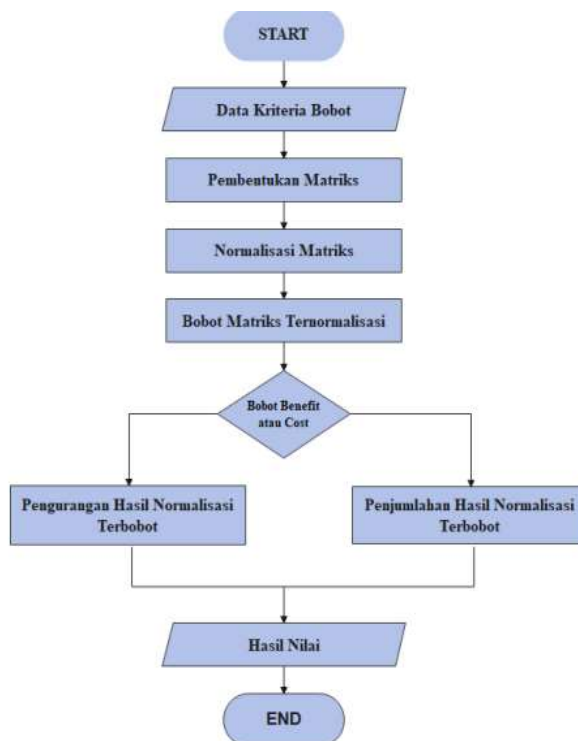 START
Data Kriteria Bobot
Pembentukan Matriks
Normalisasi Matriks
Bobot Matriks Ternormalisasi
Bobot Benefit
atau Cost
Pengurangan Hasil Normalisasi
Terbobot
Penjumlahan Hasil Normalisasi
Terbobot
Hasil Nilai
END